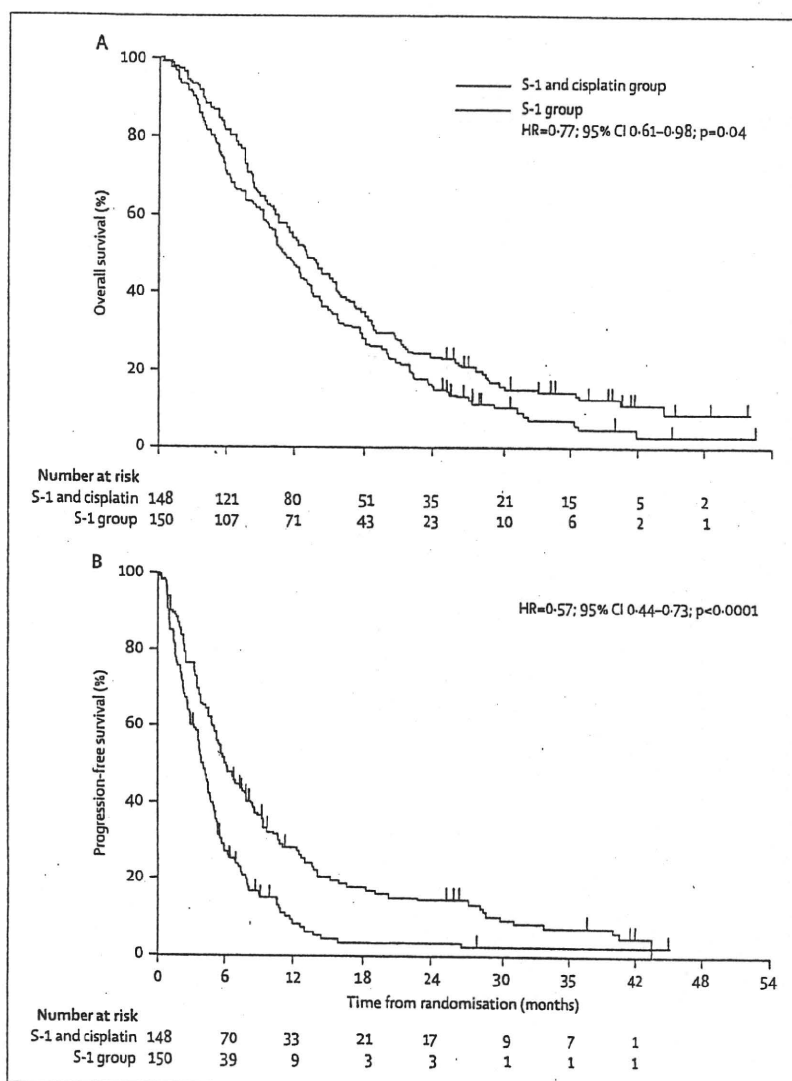 A
100
80
60
40
20
0
Overall survival (%)
S-1 and cisplatin group
S-1 group
HR=0·77; 95% CI 0·61–0·98; p=0·04
Number at risk
S-1 and cisplatin 148 121 80 51 35 21 15 5 2
S-1 group 150 107 71 43 23 10 6 2 1
B
100
80
60
40
20
0
Progression-free survival (%)
HR=0·57; 95% CI 0·44–0·73; p<0·0001
0 6 12 18 24 30 35 42 48 54
Time from randomisation (months)
Number at risk
S-1 and cisplatin 148 70 33 21 17 9 7 1
S-1 group 150 39 9 3 3 1 1 1